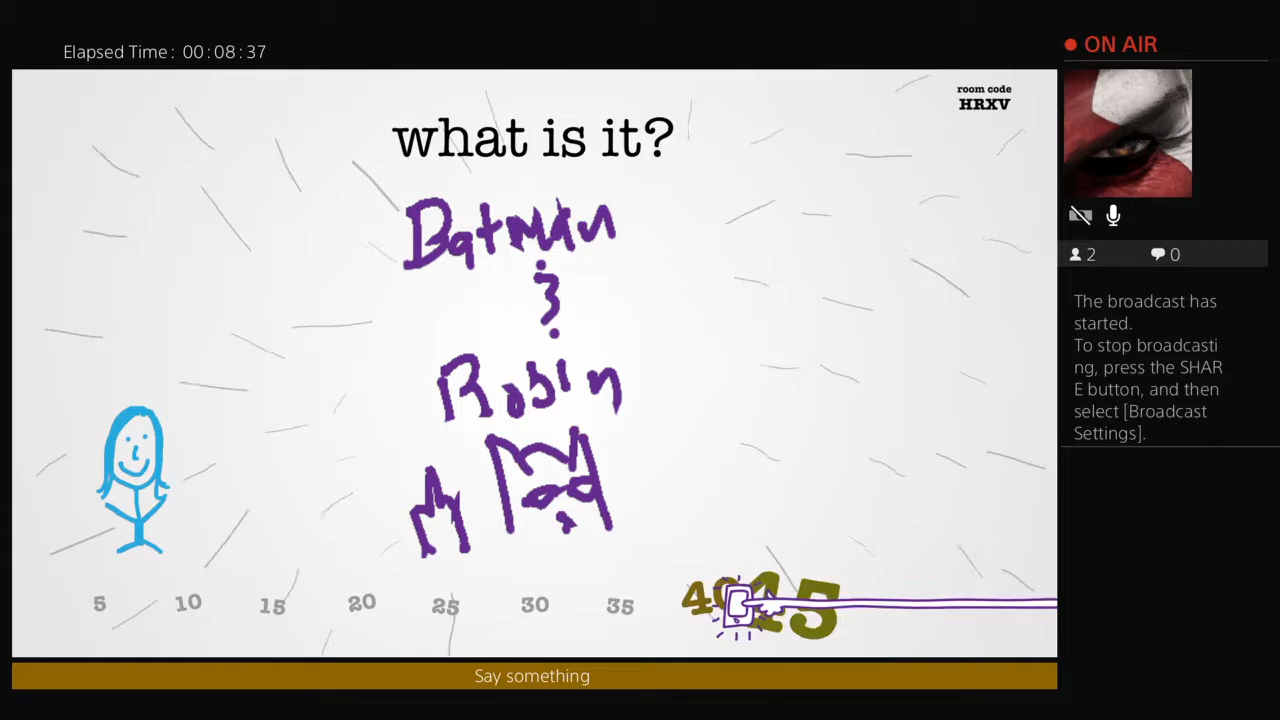 Elapsed Time: 00:08:37
ON AIR
room code
HRXV
what is it?
Batman
&
Robin
2
0
The broadcast has
started.
To stop broadcasti
ng, press the SHAR
E button, and then
select [Broadcast
Settings].
5 10 15 20 25 30 35 40 45
Say something